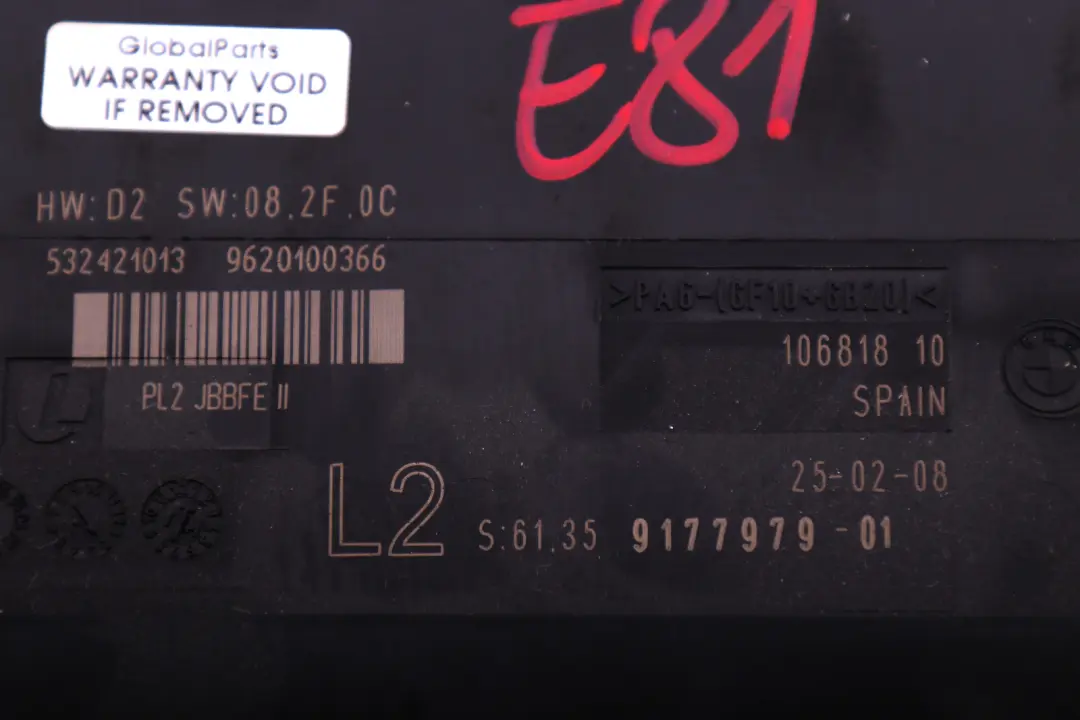 GlobalParts
WARRANTY VOID
IF REMOVED
E81
HW:D2 SW:08.2F.0C
532421013 9620100366
>PA6-(GF10+GB20)<
106818 10
PL2 JBBFE II
SPAIN
25-02-08
L2 S:61.35 9177979-01